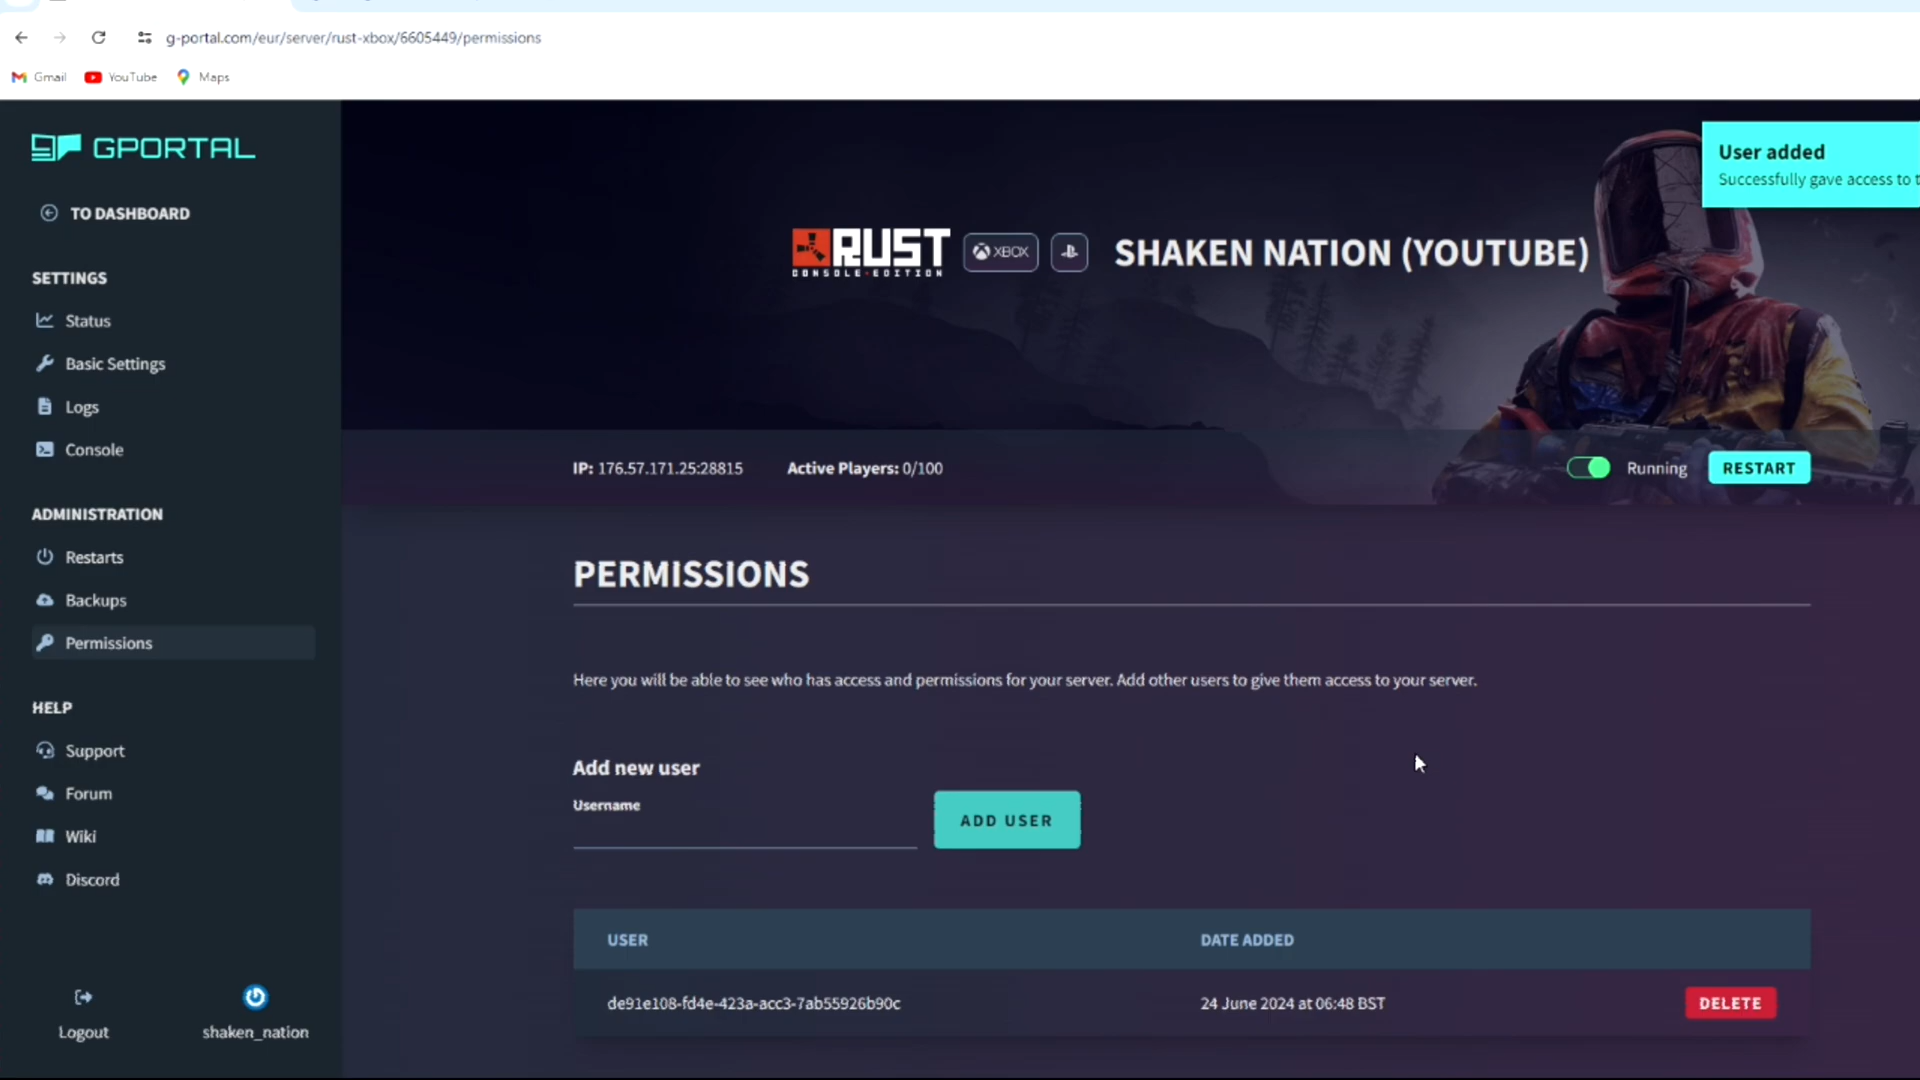 g-portal.com/eur/server/rust-xbox/6605449/permissions
Gmail
YouTube
Maps
GPORTAL
TO DASHBOARD
SETTINGS
Status
Basic Settings
Logs
Console
ADMINISTRATION
Restarts
Backups
Permissions
HELP
Support
Forum
Wiki
Discord
Logout
shaken_nation
User added
Successfully gave access to
RUST
CONSOLE EDITION
XBOX
SHAKEN NATION (YOUTUBE)
IP: 176.57.171.25:28815
Active Players: 0/100
Running
RESTART
PERMISSIONS
Here you will be able to see who has access and permissions for your server. Add other users to give them access to your server.
Add new user
Username
ADD USER
USER
DATE ADDED
de91e108-fd4e-423a-acc3-7ab55926b90c
24 June 2024 at 06:48 BST
DELETE